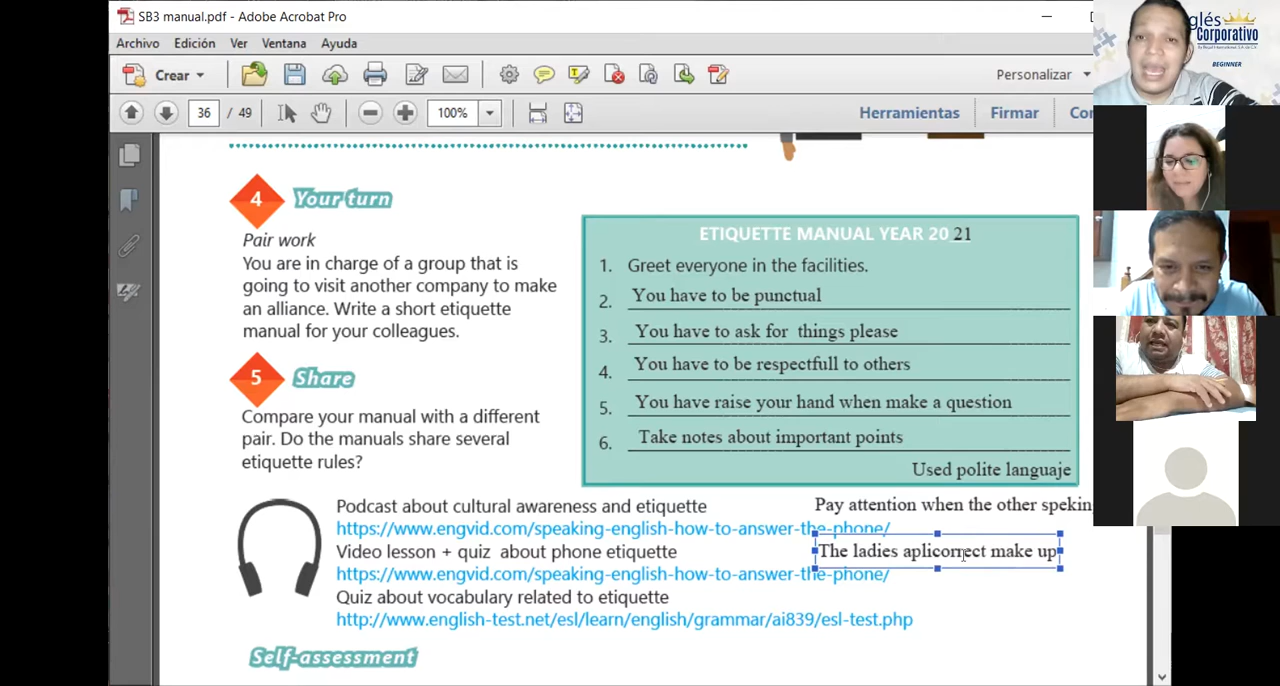 SB3 manual.pdf - Adobe Acrobat Pro
Archivo Edición Ver Ventana Ayuda
Crear
Personalizar
36 / 49
100%
Herramientas
Firmar
Co
glés
Corporativo
BEGINNER
4 Your turn
Pair work
You are in charge of a group that is
going to visit another company to make
an alliance. Write a short etiquette
manual for your colleagues.
5 Share
Compare your manual with a different
pair. Do the manuals share several
etiquette rules?
ETIQUETTE MANUAL YEAR 20 21
1. Greet everyone in the facilities.
2. You have to be punctual
3. You have to ask for things please
4. You have to be respectfull to others
5. You have raise your hand when make a question
6. Take notes about important points
Used polite languaje
Pay attention when the other spekin
The ladies aplicorrect make up
Podcast about cultural awareness and etiquette
https://www.engvid.com/speaking-english-how-to-answer-the-phone/
Video lesson + quiz about phone etiquette
https://www.engvid.com/speaking-english-how-to-answer-the-phone/
Quiz about vocabulary related to etiquette
http://www.english-test.net/esl/learn/english/grammar/ai839/esl-test.php
Self-assessment